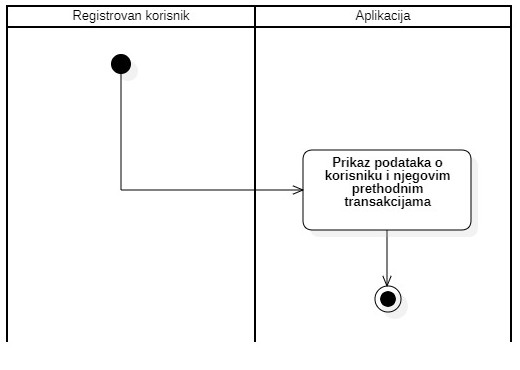 Registrovan korisnik
Aplikacija
Prikaz podataka o
korisniku i njegovim
prethodnim
transakcijama